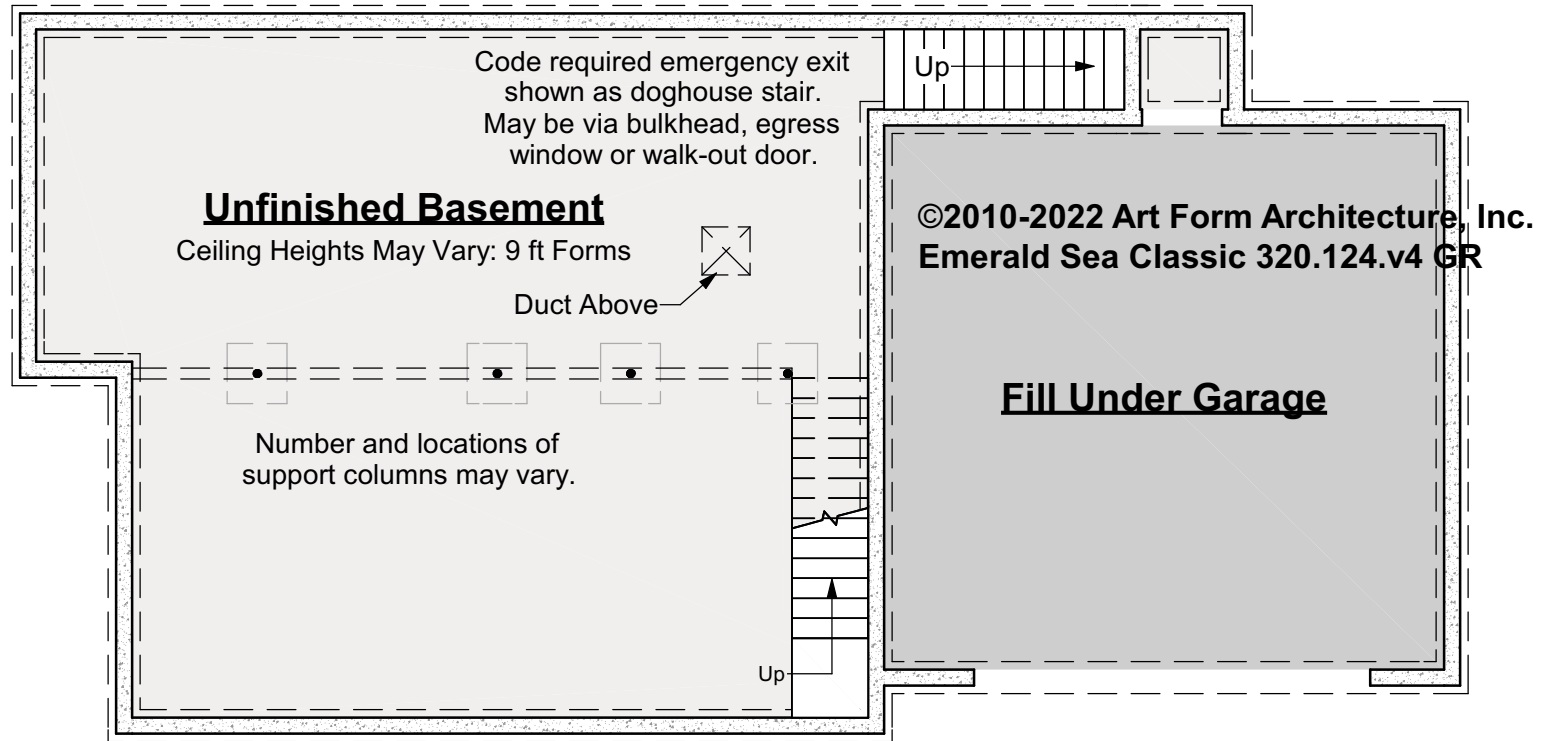 Code required emergency exit
shown as doghouse stair.
May be via bulkhead, egress
window or walk-out door.
Up
Unfinished Basement
Ceiling Heights May Vary: 9 ft Forms
Duct Above
©2010-2022 Art Form Architecture, Inc.
Emerald Sea Classic 320.124.v4 GR
Fill Under Garage
Number and locations of
support columns may vary.
Up